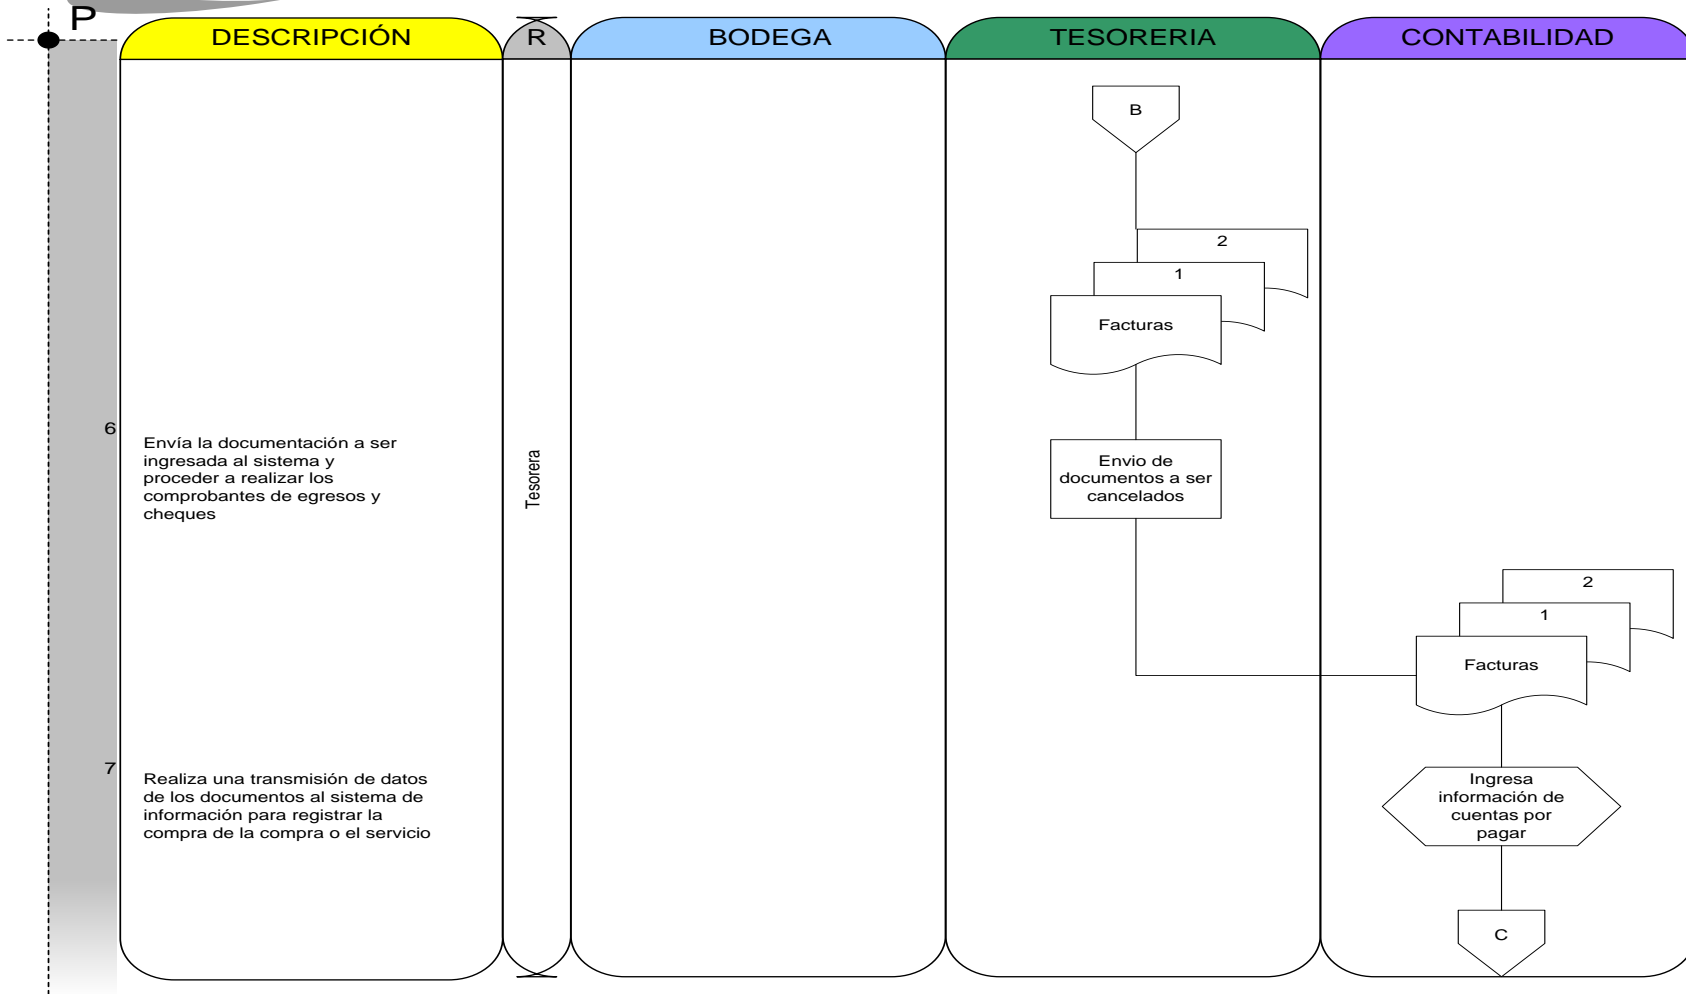 P
DESCRIPCIÓN
R
BODEGA
TESORERIA
CONTABILIDAD
B
2
1
Facturas
6
Envía la documentación a ser
ingresada al sistema y
proceder a realizar los
comprobantes de egresos y
cheques
Tesorera
Envio de
documentos a ser
cancelados
2
1
Facturas
7
Realiza una transmisión de datos
de los documentos al sistema de
información para registrar la
compra de la compra o el servicio
Ingresa
información de
cuentas por
pagar
C